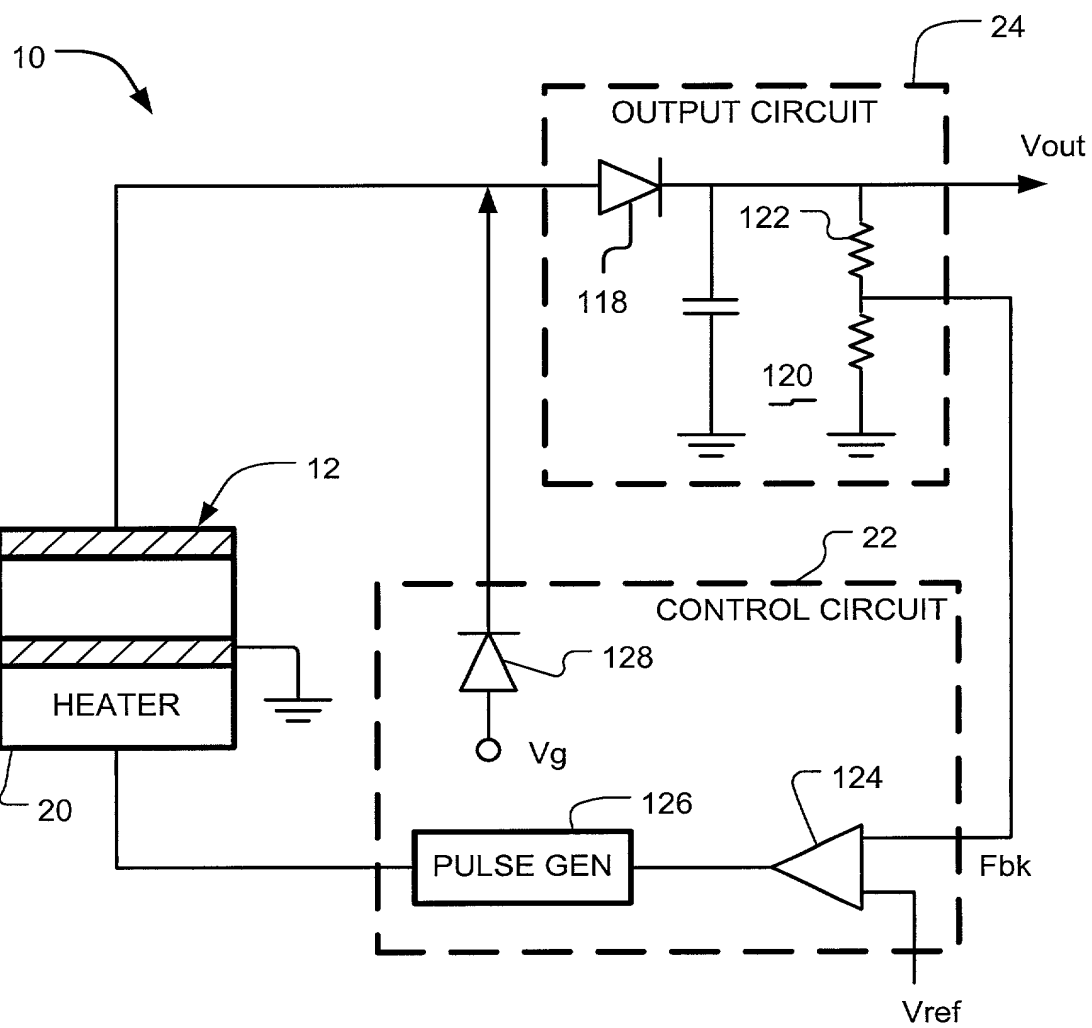 24
10
OUTPUT CIRCUIT
Vout
122
118
120
12
22
CONTROL CIRCUIT
128
HEATER
Vg
124
126
20
PULSE GEN
Fbk
Vref